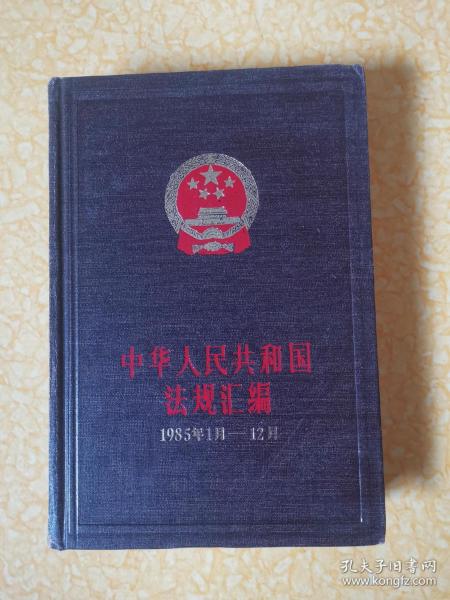 中华人民共和国
法规汇编
1985年1月—12月
孔夫子旧书网
www.kongfz.com